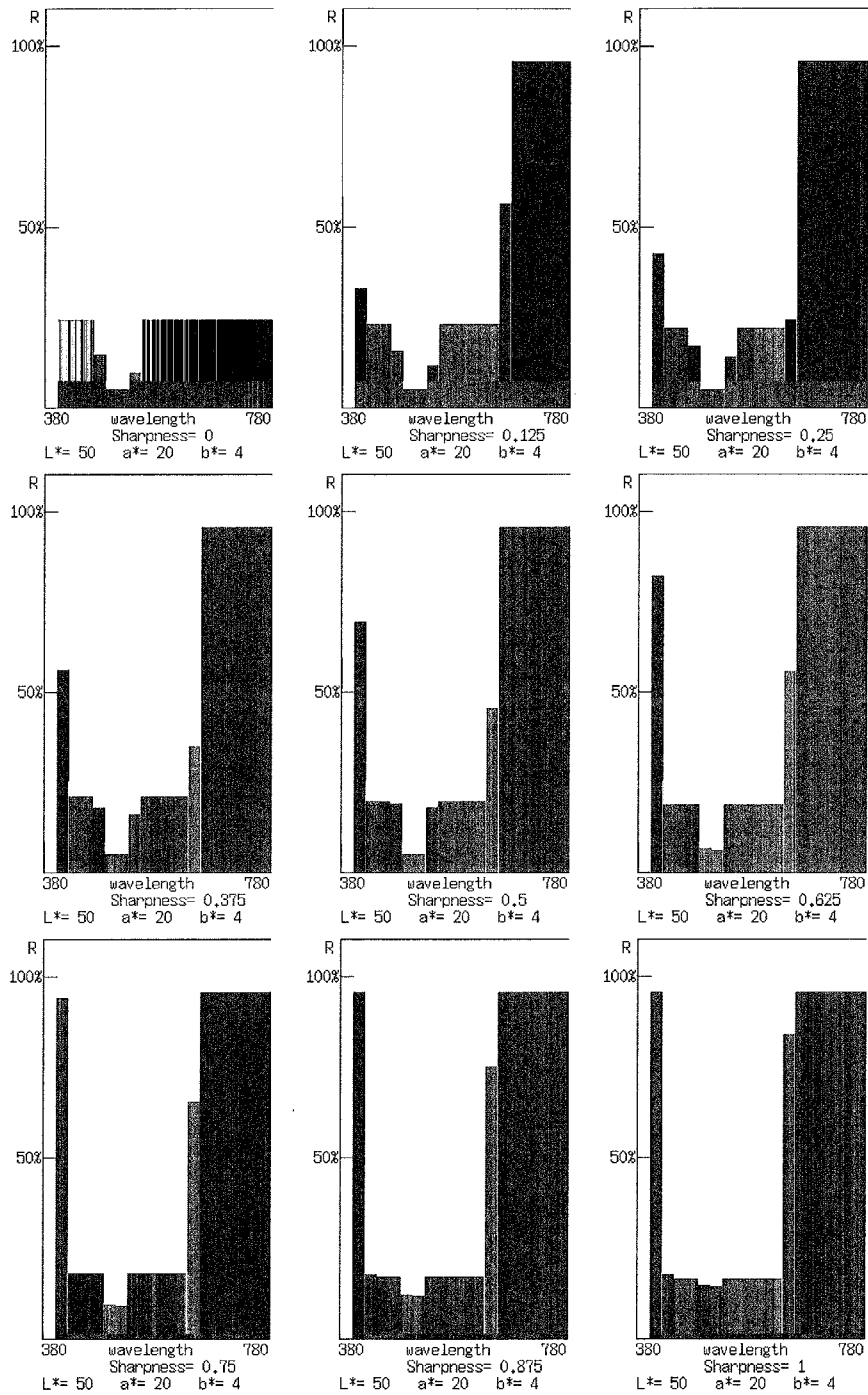 R
100%
50%
380 wavelength 780
Sharpness= 0
L*= 50 a*= 20 b*= 4
R
100%
50%
380 wavelength 780
Sharpness= 0.125
L*= 50 a*= 20 b*= 4
R
100%
50%
380 wavelength 780
Sharpness= 0.25
L*= 50 a*= 20 b*= 4
R
100%
50%
380 wavelength 780
Sharpness= 0.375
L*= 50 a*= 20 b*= 4
R
100%
50%
380 wavelength 780
Sharpness= 0.5
L*= 50 a*= 20 b*= 4
R
100%
50%
380 wavelength 780
Sharpness= 0.625
L*= 50 a*= 20 b*= 4
R
100%
50%
380 wavelength 780
Sharpness= 0.75
L*= 50 a*= 20 b*= 4
R
100%
50%
380 wavelength 780
Sharpness= 0.875
L*= 50 a*= 20 b*= 4
R
100%
50%
380 wavelength 780
Sharpness= 1
L*= 50 a*= 20 b*= 4